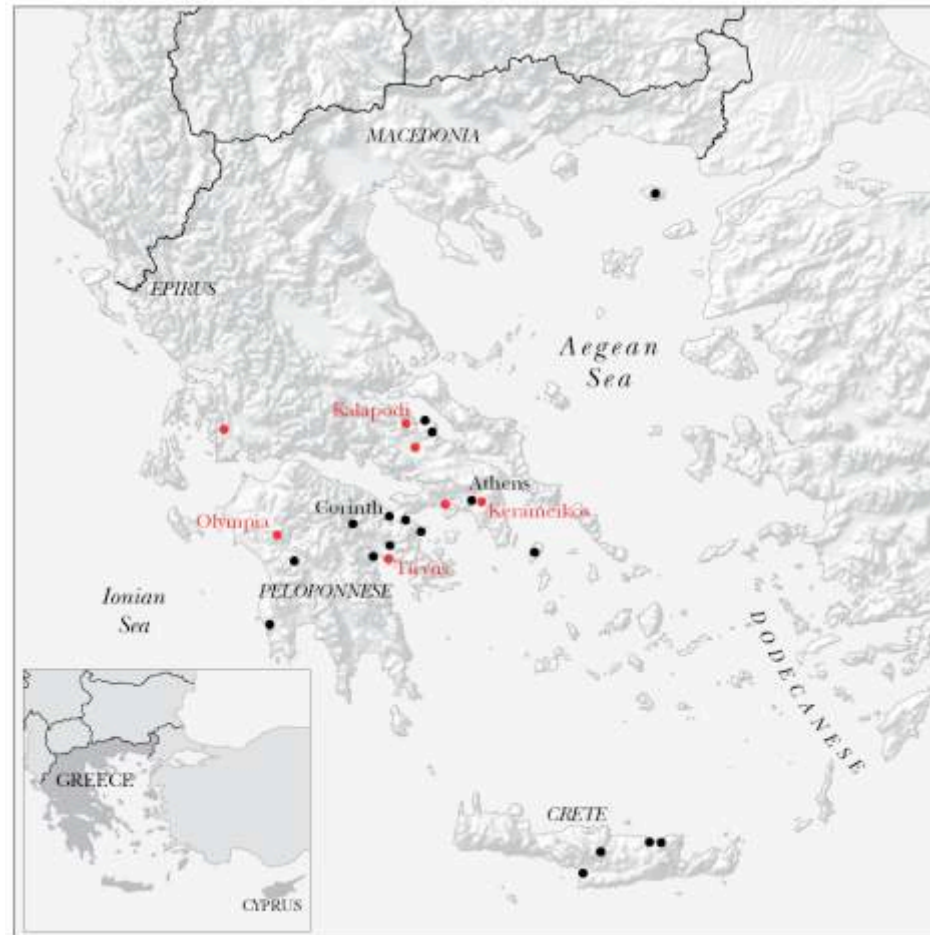 MACEDONIA
EPIRUS
Aegean
Sea
Kalapodi
Athens
Corinth
Kerameikos
Olympia
Tiryns
PELOPONNESE
Ionian
Sea
DODECANESE
GREECE
CRETE
CYPRUS